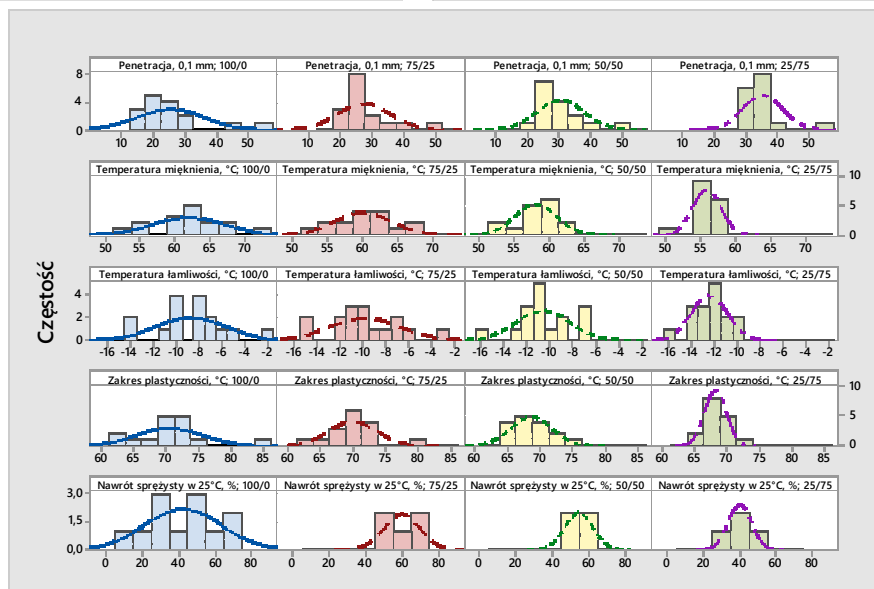 Częstość
Penetracja, 0,1 mm; 100/0 Penetracja, 0,1 mm; 75/25 Penetracja, 0,1 mm; 50/50 Penetracja, 0,1 mm; 25/75
8
4
0
10 20 30 40 50 10 20 30 40 50 10 20 30 40 50 10 20 30 40 50
Temperatura mięknienia, °C; 100/0 Temperatura mięknienia, °C; 75/25 Temperatura mięknienia, °C; 50/50 Temperatura mięknienia, °C; 25/75
10
5
0
50 55 60 65 70 50 55 60 65 70 50 55 60 65 70 50 55 60 65 70
Temperatura łamliwości, °C; 100/0 Temperatura łamliwości, °C; 75/25 Temperatura łamliwości, °C; 50/50 Temperatura łamliwości, °C; 25/75
4
2
0
-16 -14 -12 -10 -8 -6 -4 -2 -16 -14 -12 -10 -8 -6 -4 -2 -16 -14 -12 -10 -8 -6 -4 -2 -16 -14 -12 -10 -8 -6 -4 -2
Zakres plastyczności, °C; 100/0 Zakres plastyczności, °C; 75/25 Zakres plastyczności, °C; 50/50 Zakres plastyczności, °C; 25/75
10
5
0
60 65 70 75 80 85 60 65 70 75 80 85 60 65 70 75 80 85 60 65 70 75 80 85
Nawrót sprężysty w 25°C, %; 100/0 Nawrót sprężysty w 25°C, %; 75/25 Nawrót sprężysty w 25°C, %; 50/50 Nawrót sprężysty w 25°C, %; 25/75
3,0
1,5
0,0
0 20 40 60 80 0 20 40 60 80 0 20 40 60 80 0 20 40 60 80